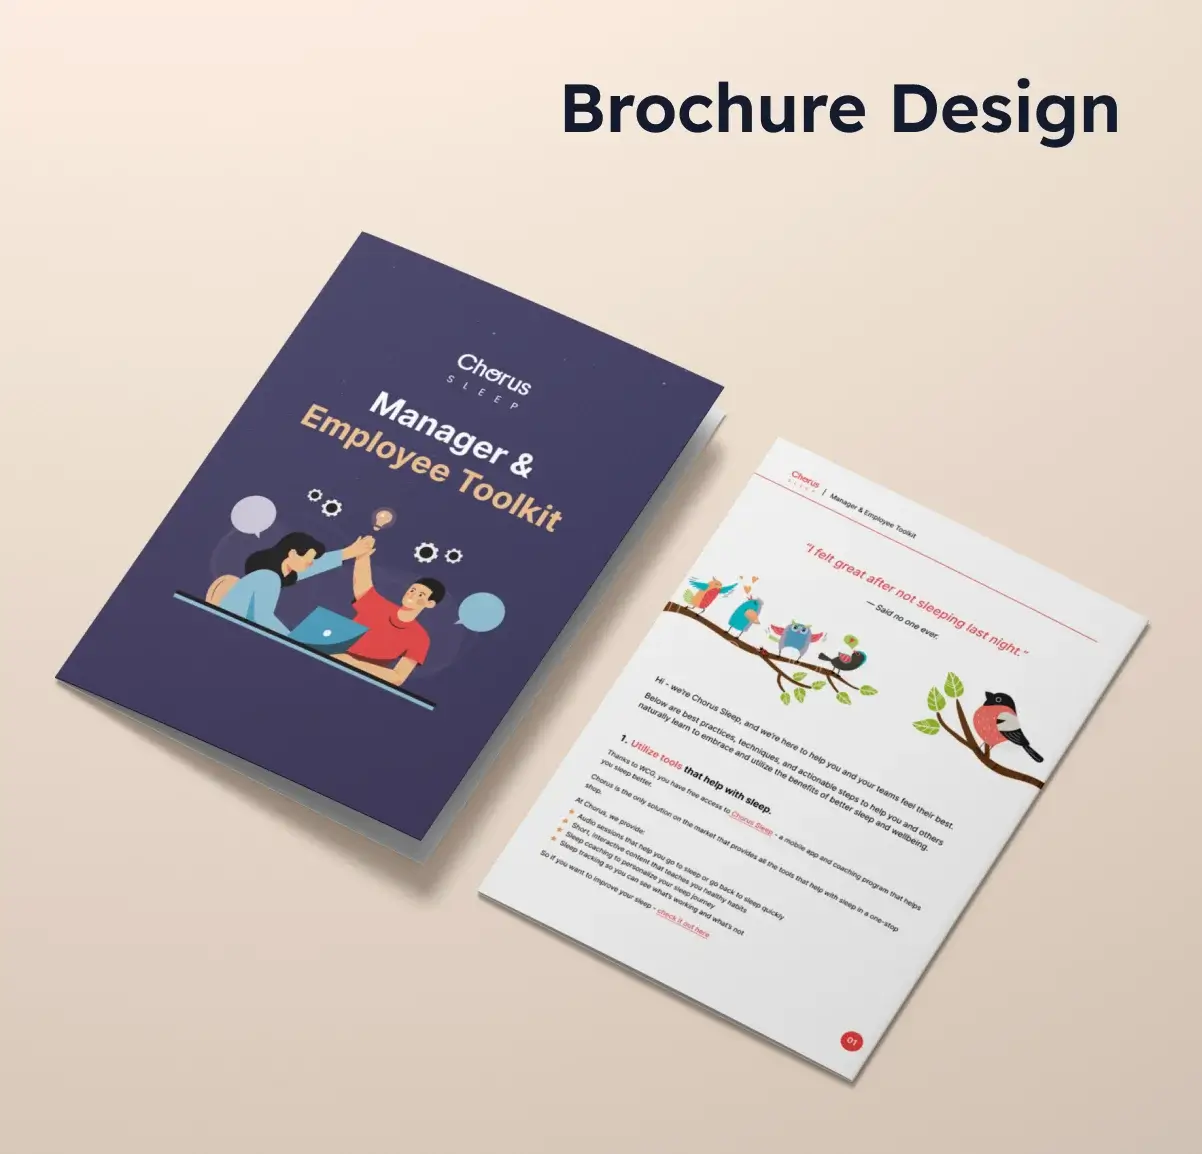 Brochure Design
Chorus
SLEEP
Manager &
Employee Toolkit
Chorus
SLEEP
Manager & Employee Toolkit
"I felt great after not sleeping last night."
— Said no one ever.
Hi - we're Chorus Sleep, and we're here to help you and your teams feel their best.
Below are best practices, techniques, and actionable steps to help you and others
naturally learn to embrace and utilize the benefits of better sleep and wellbeing.
1. Utilize tools that help with sleep.
Thanks to WCG, you have free access to Chorus Sleep - a mobile app and coaching program that helps
you sleep better.
Chorus is the only solution on the market that provides all the tools that help with sleep in a one-stop
shop.
At Chorus, we provide:
Audio sessions that help you go to sleep or go back to sleep quickly
Short, interactive content that teaches you healthy habits
Sleep coaching to personalize your sleep journey
Sleep tracking so you can see what's working and what's not
So if you want to improve your sleep - check it out here
01